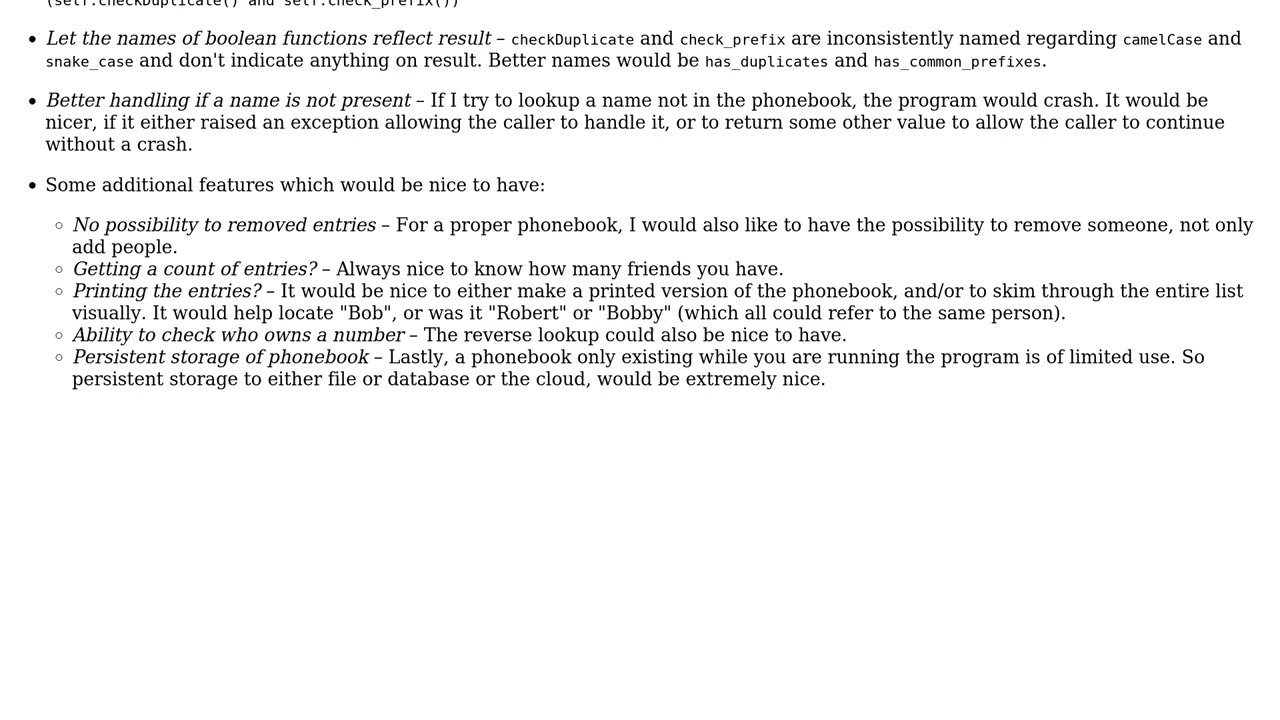 (self.checkDuplicate() and self.check_prefix())
• Let the names of boolean functions reflect result – checkDuplicate and check_prefix are inconsistently named regarding camelCase and
snake_case and don't indicate anything on result. Better names would be has_duplicates and has_common_prefixes.
• Better handling if a name is not present – If I try to lookup a name not in the phonebook, the program would crash. It would be
nicer, if it either raised an exception allowing the caller to handle it, or to return some other value to allow the caller to continue
without a crash.
• Some additional features which would be nice to have:
◦ No possibility to removed entries – For a proper phonebook, I would also like to have the possibility to remove someone, not only
add people.
◦ Getting a count of entries? – Always nice to know how many friends you have.
◦ Printing the entries? – It would be nice to either make a printed version of the phonebook, and/or to skim through the entire list
visually. It would help locate "Bob", or was it "Robert" or "Bobby" (which all could refer to the same person).
◦ Ability to check who owns a number – The reverse lookup could also be nice to have.
◦ Persistent storage of phonebook – Lastly, a phonebook only existing while you are running the program is of limited use. So
persistent storage to either file or database or the cloud, would be extremely nice.